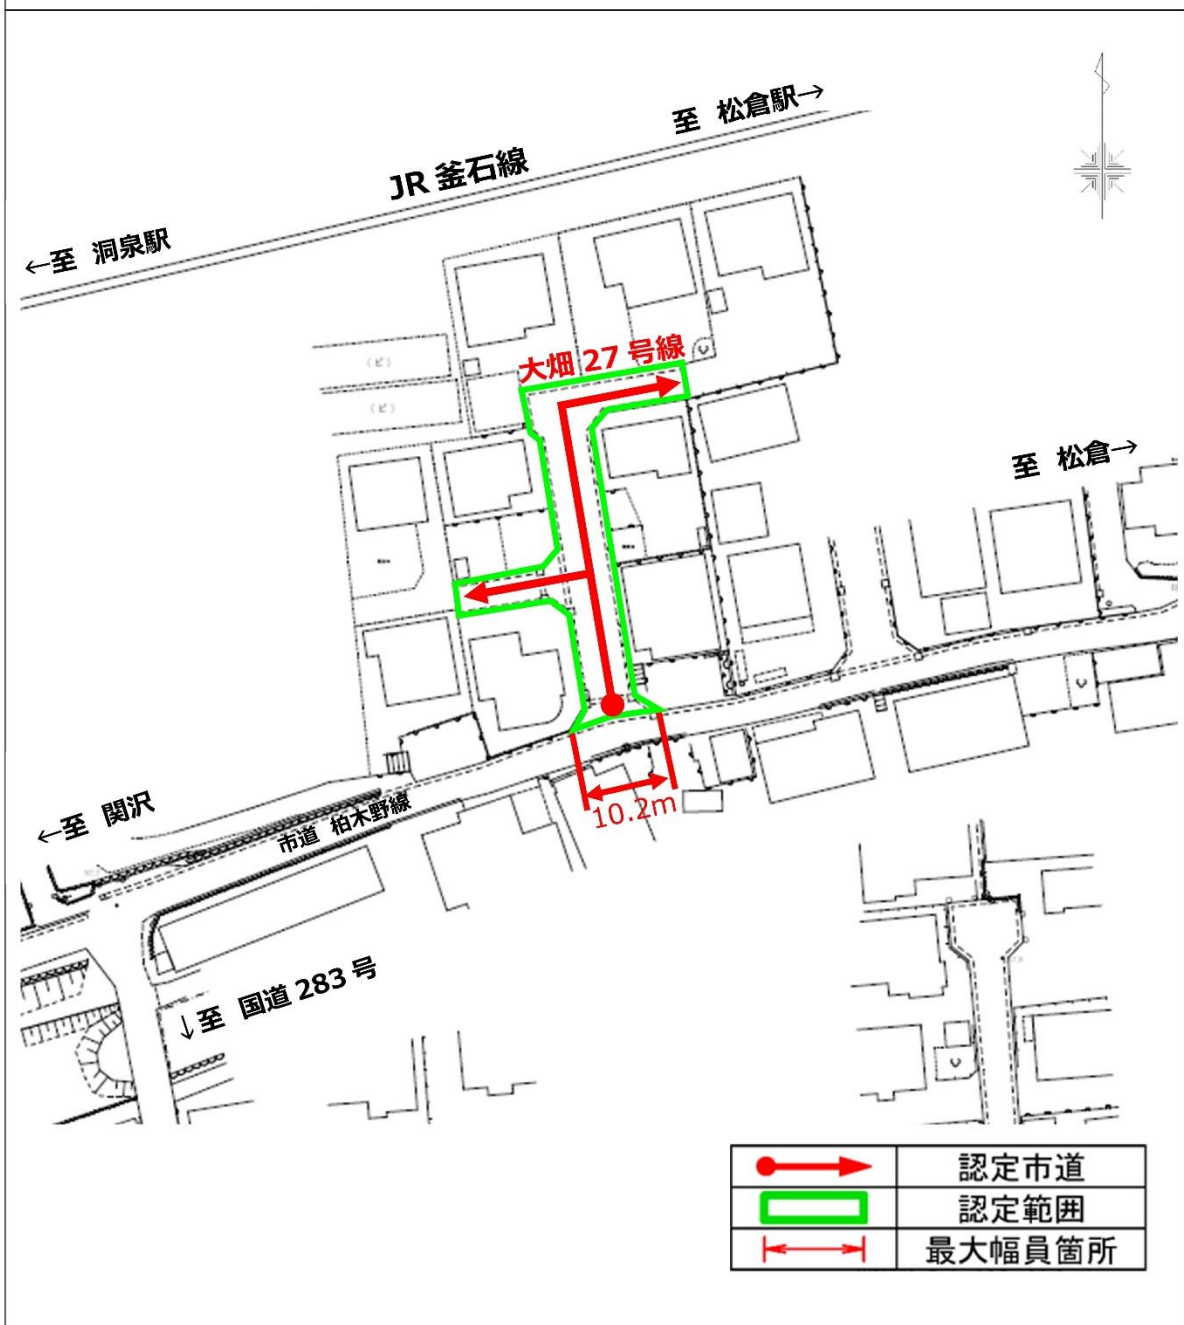 至 松倉駅→
JR 釜石線
←至 洞泉駅
大畑 27 号線
(ビ)
(ビ)
至 松倉→
10.2m
←至 関沢
市道 柏木野線
↓至 国道 283 号
認定市道
認定範囲
最大幅員箇所